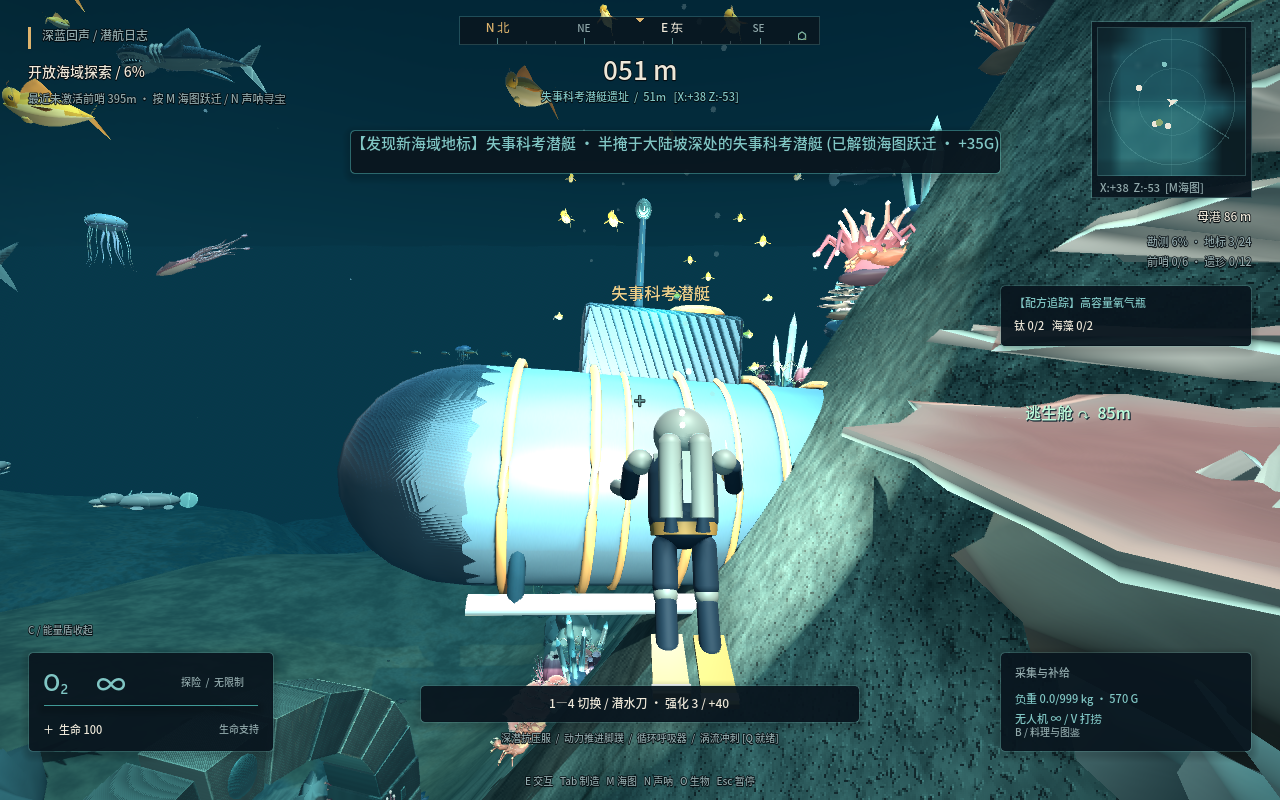 深蓝回声 / 潜航日志
开放海域探索 / 6%
最近未激活前哨 395m · 按 M 海图跃迁 / N 声呐寻宝
N 北 NE E 东 SE
051 m
失事科考潜艇遗址 / 51m [X:+38 Z:-53]
【发现新海域地标】失事科考潜艇 · 半掩于大陆坡深处的失事科考潜艇 (已解锁海图跃迁 · +35G)
X:+38 Z:-53 [M海图]
母港 86 m
勘测 6% · 地标 3/24
前哨 0/6 · 遗珍 0/12
【配方追踪】高容量氧气瓶
钛 0/2 海藻 0/2
失事科考潜艇
逃生舱 85m
C / 能量盾收起
O₂ ∞ 探险 / 无限制
生命 100 生命支持
1—4 切换 / 潜水刀 · 强化 3 / +40
深潜抗压服 / 动力推进脚蹼 / 循环呼吸器 / 涡流冲刺 [Q 就绪]
E 交互 Tab 制造 M 海图 N 声呐 O 生物 Esc 暂停
采集与补给
负重 0.0/999 kg · 570 G
无人机 ∞ / V 打捞
B / 料理与图鉴